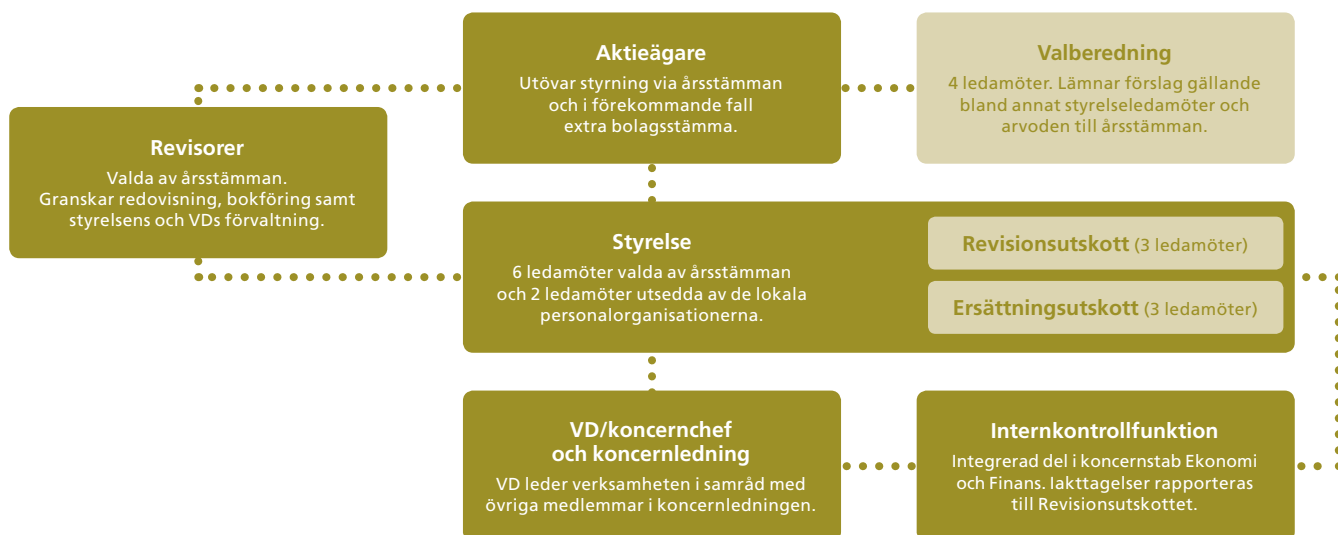 Aktieägare
Utövar styrning via årsstämman
och i förekommande fall
extra bolagsstämma.
Valberedning
4 ledamöter. Lämnar förslag gällande
bland annat styrelseledamöter och
arvoden till årsstämman.
Revisorer
Valda av årsstämman.
Granskar redovisning, bokföring samt
styrelsens och VDs förvaltning.
Styrelse
6 ledamöter valda av årsstämman
och 2 ledamöter utsedda av de lokala
personalorganisationerna.
Revisionsutskott (3 ledamöter)
Ersättningsutskott (3 ledamöter)
VD/koncernchef
och koncernledning
VD leder verksamheten i samråd med
övriga medlemmar i koncernledningen.
Internkontrollfunktion
Integrerad del i koncernstab Ekonomi
och Finans. Iakttagelser rapporteras
till Revisionsutskottet.